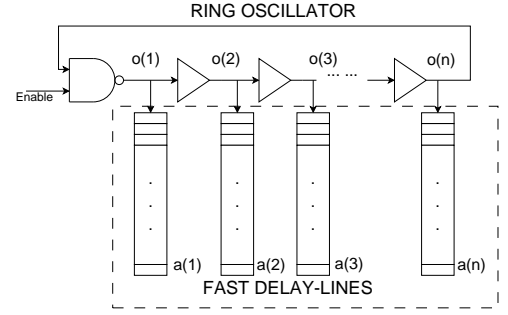 RING OSCILLATOR
o(1) o(2) o(3) ... ... o(n)
Enable
a(1) a(2) a(3) a(n)
FAST DELAY-LINES